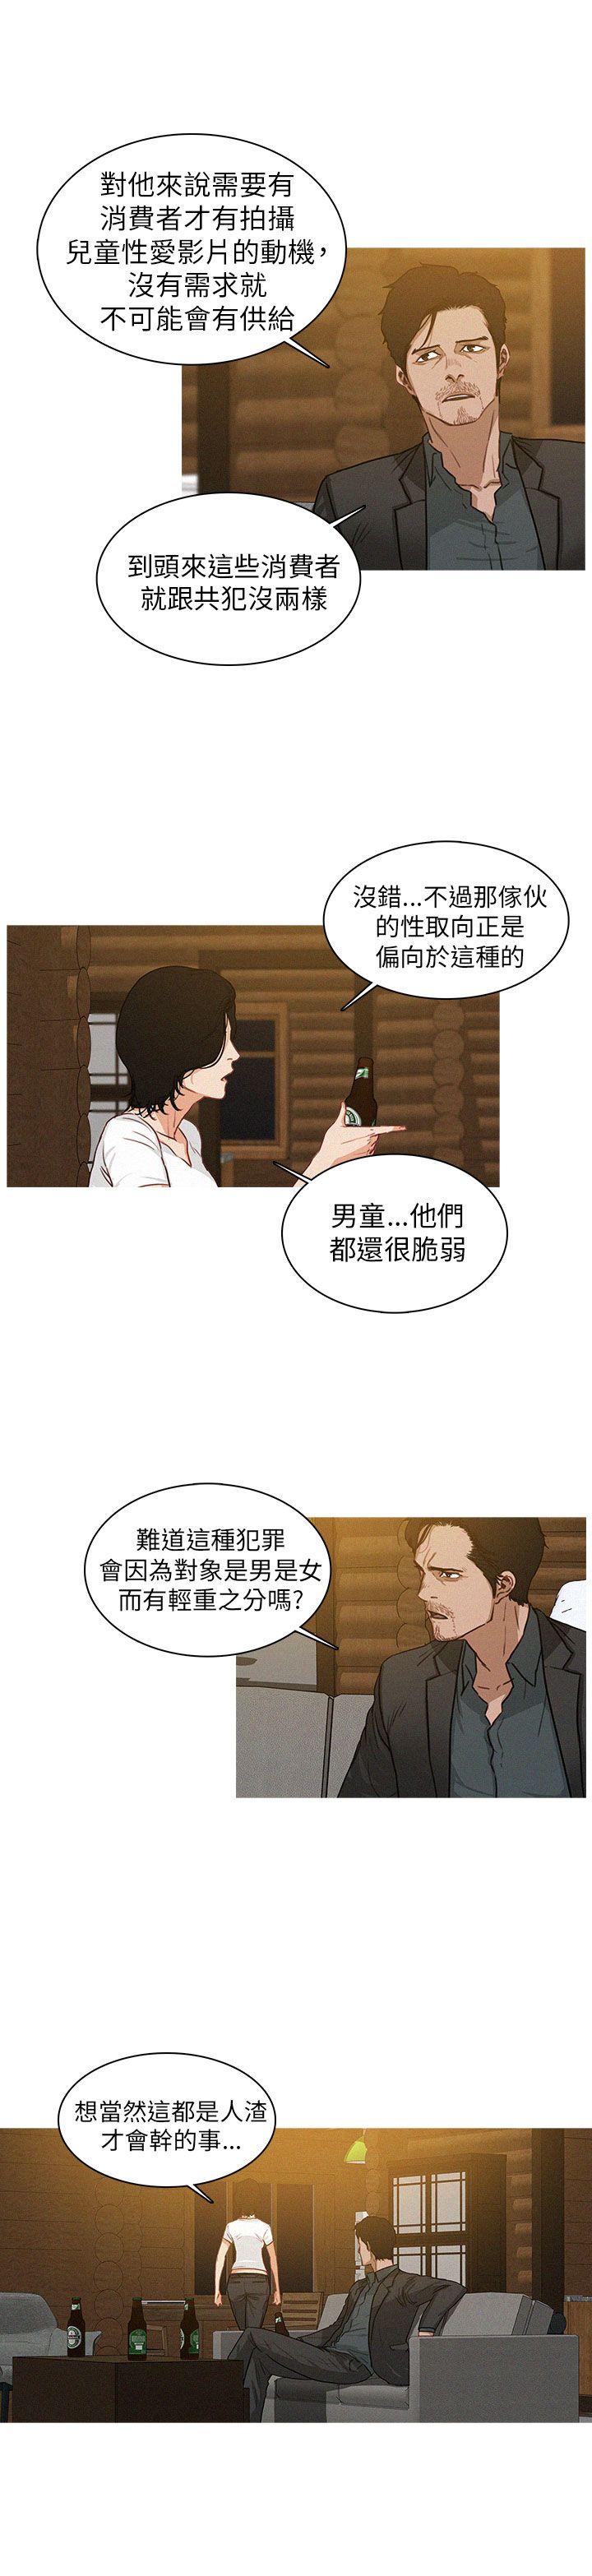 對他來說需要有
消費者才有拍攝
兒童性愛影片的動機，
沒有需求就
不可能會有供給
到頭來這些消費者
就跟共犯沒兩樣
沒錯...不過那傢伙
的性取向正是
偏向於這種的
男童...他們
都還很脆弱
難道這種犯罪
會因為對象是男是女
而有輕重之分嗎?
想當然這都是人渣
才會幹的事...